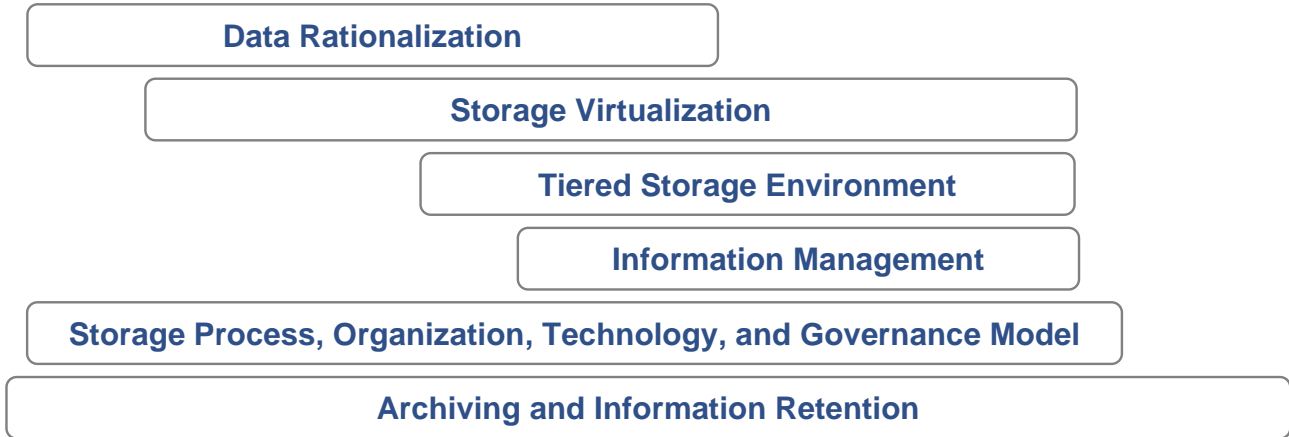 Data Rationalization
Storage Virtualization
Tiered Storage Environment
Information Management
Storage Process, Organization, Technology, and Governance Model
Archiving and Information Retention